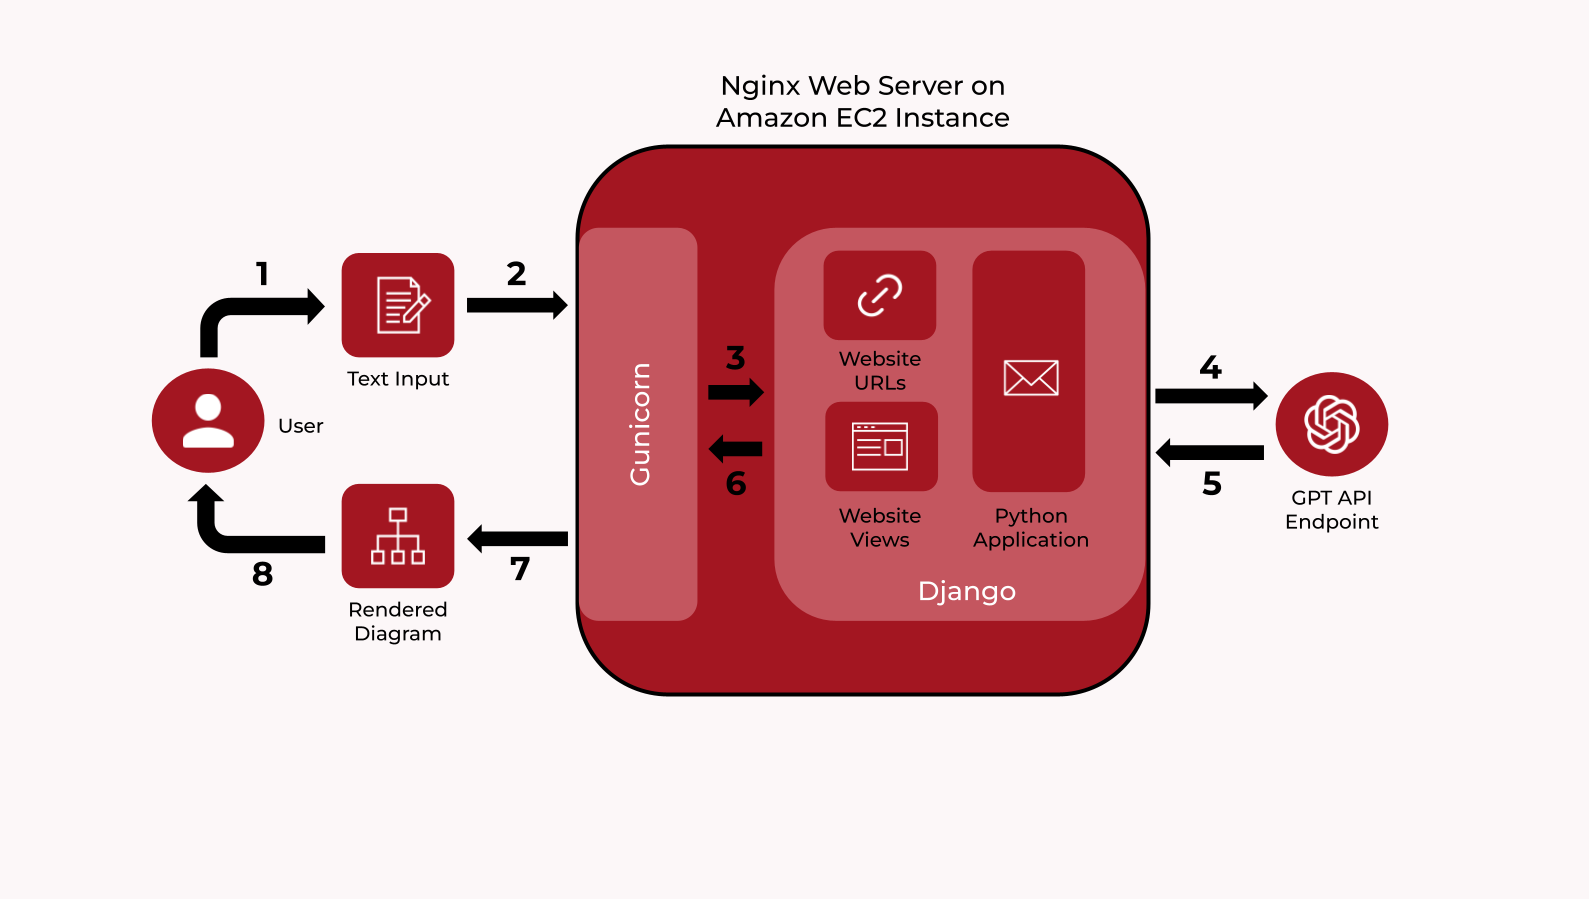 Nginx Web Server on
Amazon EC2 Instance
1
2
Text Input
User
8
Rendered
Diagram
7
Gunicorn
3
6
Website
URLs
Website
Views
Python
Application
Django
4
5
GPT API
Endpoint